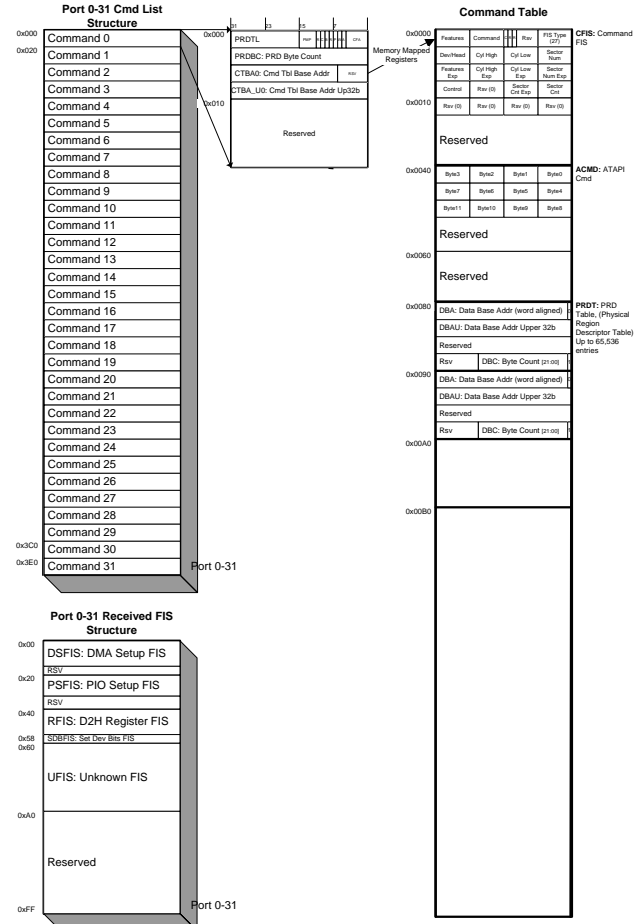 Port 0-31 Cmd List
Structure
0x000
Command 0
0x020
Command 1
Command 2
Command 3
Command 4
Command 5
Command 6
Command 7
Command 8
Command 9
Command 10
Command 11
Command 12
Command 13
Command 14
Command 15
Command 16
Command 17
Command 18
Command 19
Command 20
Command 21
Command 22
Command 23
Command 24
Command 25
Command 26
Command 27
Command 28
Command 29
0x3C0
Command 30
0x3E0
Command 31
Port 0-31
31 23 15 7
0x000
PRDTL PMP CFL
PRDBC: PRD Byte Count
CTBA0: Cmd Tbl Base Addr RSV
CTBA_U0: Cmd Tbl Base Addr Up32b
0x010
Reserved
Memory Mapped
Registers
Command Table
0x0000
Features Command Rsv FIS Type
(27)
CFIS: Command
FIS
Dev/Head Cyl High Cyl Low Sector
Num
Features
Exp Cyl High
Exp Cyl Low
Exp Sector
Num Exp
Control Rsv (0) Sector
Cnt Exp Sector
Cnt
0x0010
Rsv (0) Rsv (0) Rsv (0) Rsv (0)
Reserved
0x0040
Byte3 Byte2 Byte1 Byte0
ACMD: ATAPI
Cmd
Byte7 Byte6 Byte5 Byte4
Byte11 Byte10 Byte9 Byte8
Reserved
0x0060
Reserved
0x0080
DBA: Data Base Addr (word aligned)
PRDT: PRD
Table, (Physical
Region
Descriptor Table)
Up to 65,536
entries
DBAU: Data Base Addr Upper 32b
Reserved
Rsv DBC: Byte Count [21:00]
0x0090
DBA: Data Base Addr (word aligned)
DBAU: Data Base Addr Upper 32b
Reserved
Rsv DBC: Byte Count [21:00]
0x00A0
0x00B0
Port 0-31 Received FIS
Structure
0x00
DSFIS: DMA Setup FIS
RSV
0x20
PSFIS: PIO Setup FIS
RSV
0x40
RFIS: D2H Register FIS
0x58
SDBFIS: Set Dev Bits FIS
0x60
UFIS: Unknown FIS
0xA0
Reserved
0xFF
Port 0-31